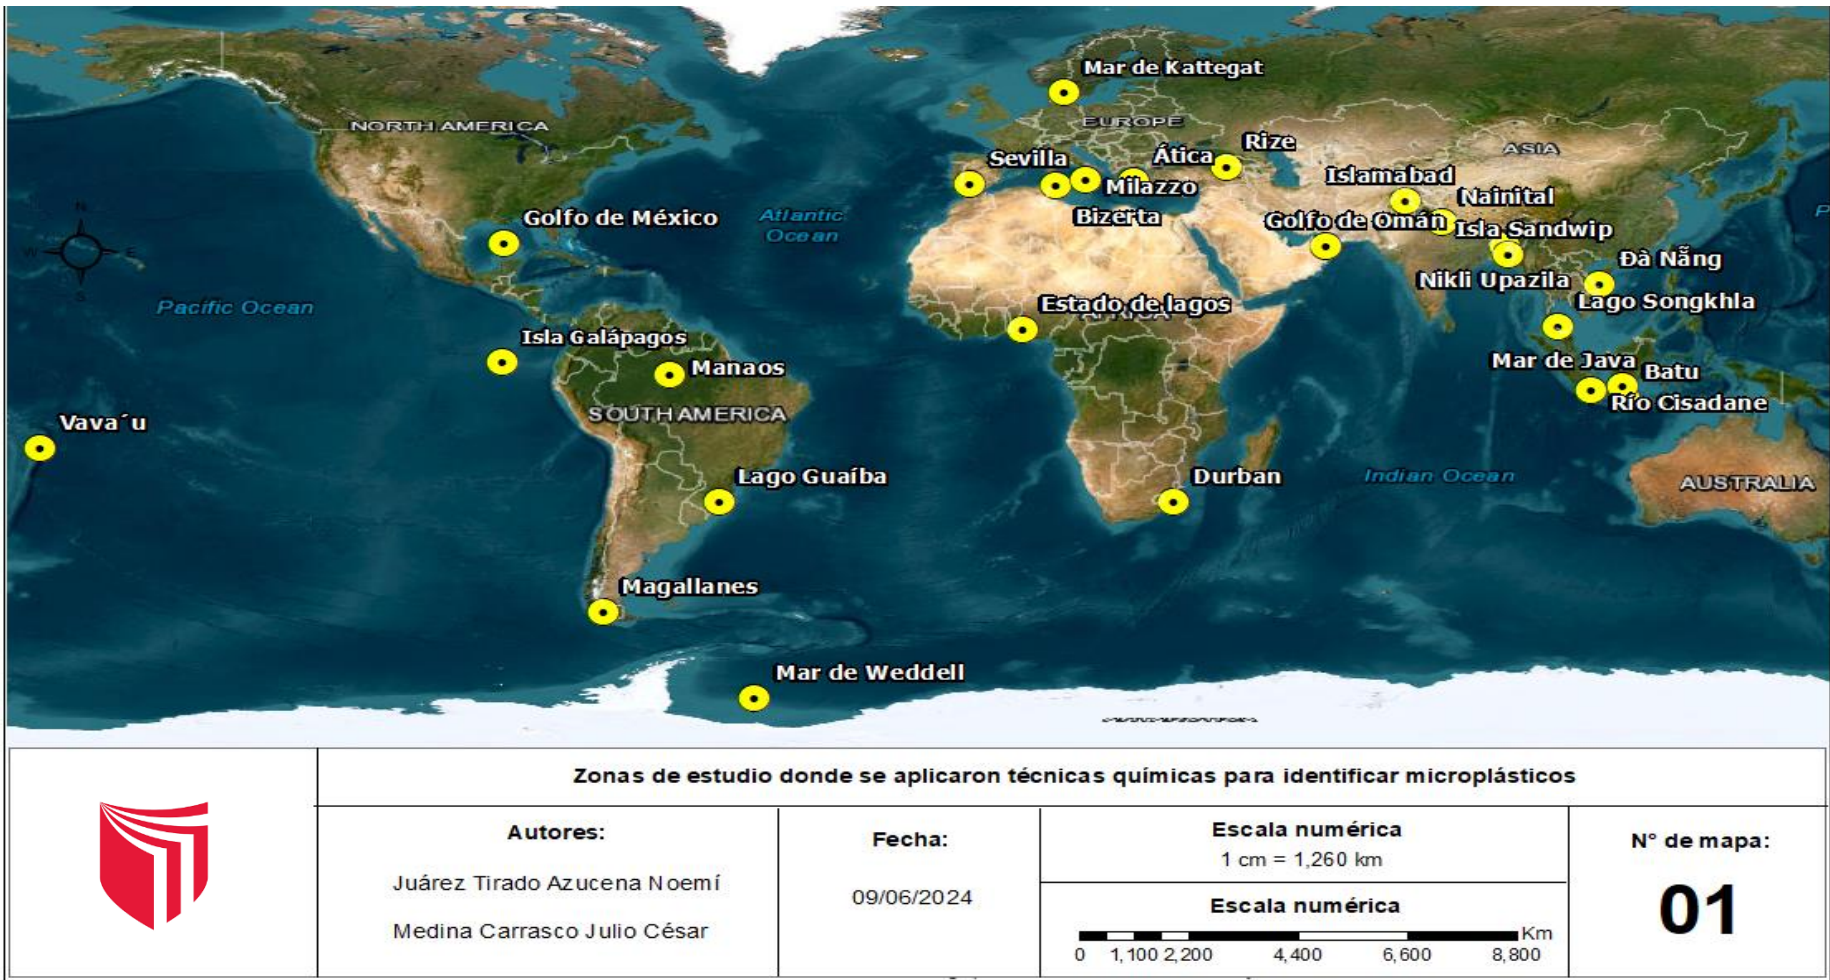 Mar de Kattegat
NORTH AMERICA
EUROPE
ASIA
Sevilla
Ática
Rize
Milazzo
Islamabad
Nainital
Bizerta
Golfo de México
Atlantic
Ocean
Golfo de Omán
Isla Sandwip
N
W
E
S
P
Đà Nẵng
Nikli Upazila
Pacific Ocean
Estado de lagos
AFRICA
Lago Songkhla
Isla Galápagos
Manaos
Mar de Java
Batu
Río Cisadane
SOUTH AMERICA
Vava´u
Lago Guaíba
Durban
Indian Ocean
AUSTRALIA
Magallanes
Mar de Weddell
Zonas de estudio donde se aplicaron técnicas químicas para identificar microplásticos
Autores:
Juárez Tirado Azucena Noemí
Medina Carrasco Julio César
Fecha:
09/06/2024
Escala numérica
1 cm = 1,260 km
Escala numérica
Km
0 1,100 2,200 4,400 6,600 8,800
N° de mapa:
01